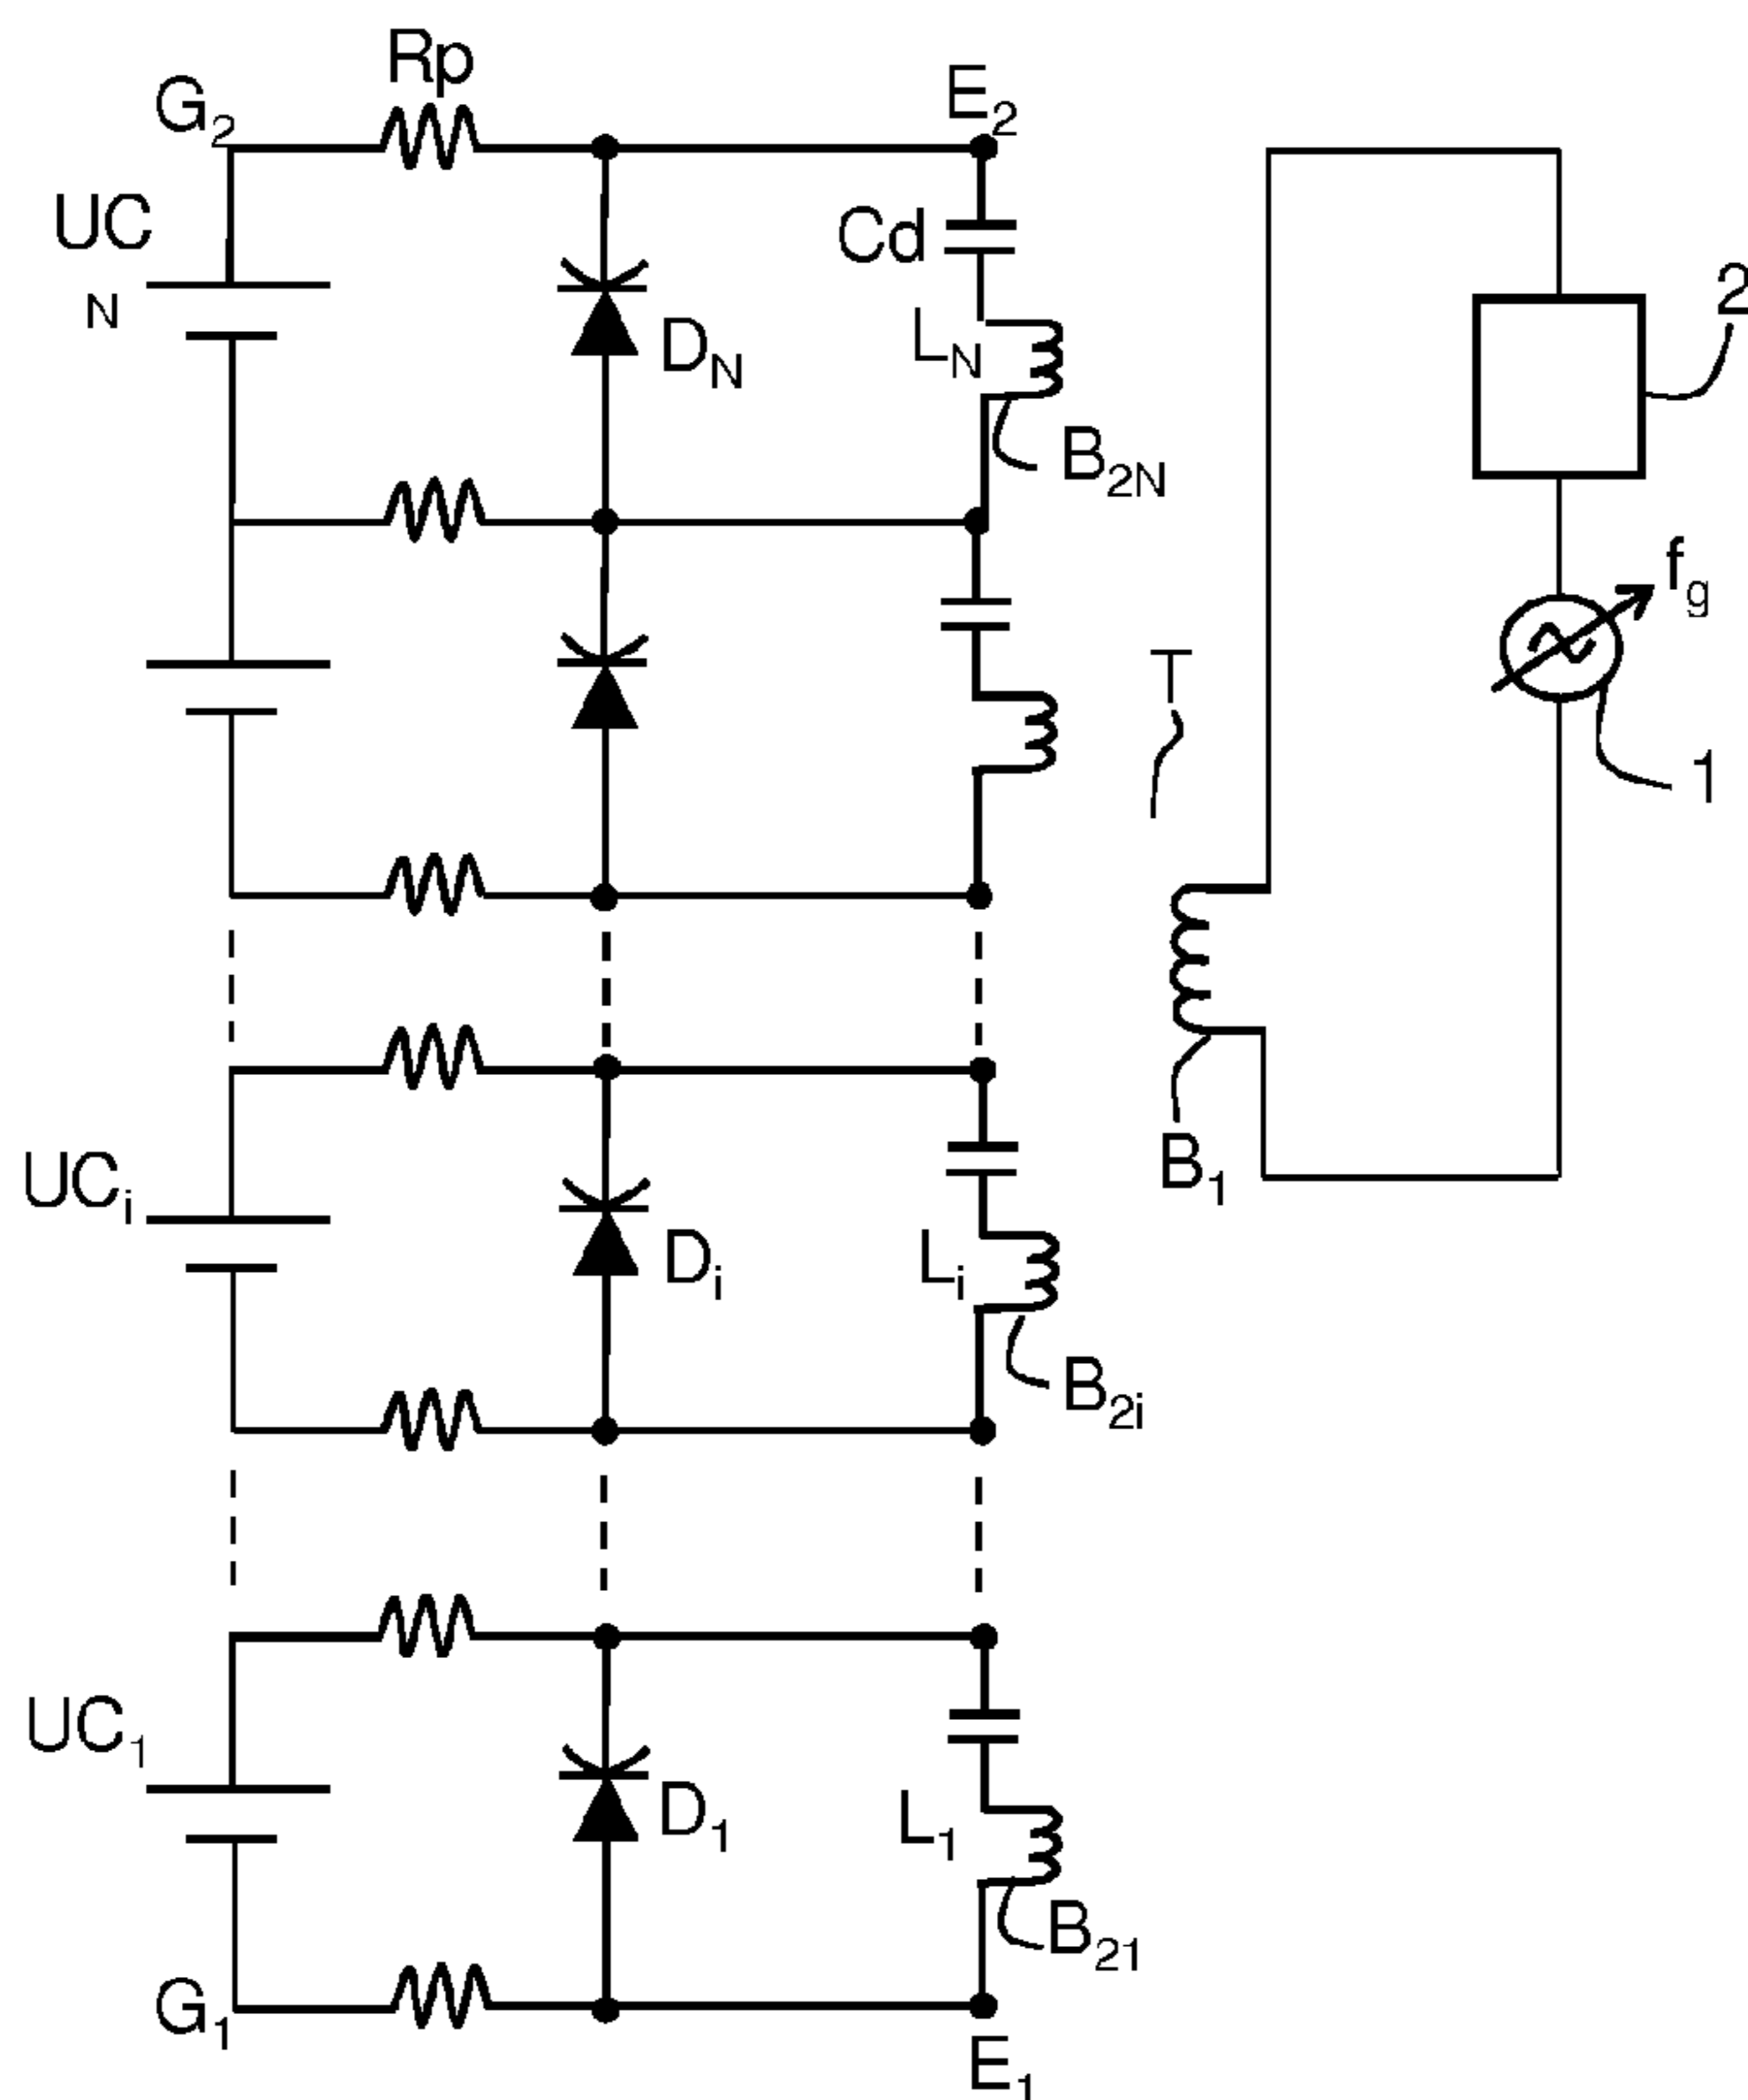 Rp
G2
E2
UC
N
Cd
2
DN
LN
B2N
fg
T
1
B1
UCi
Di
Li
B2i
UC1
D1
L1
B21
G1
E1